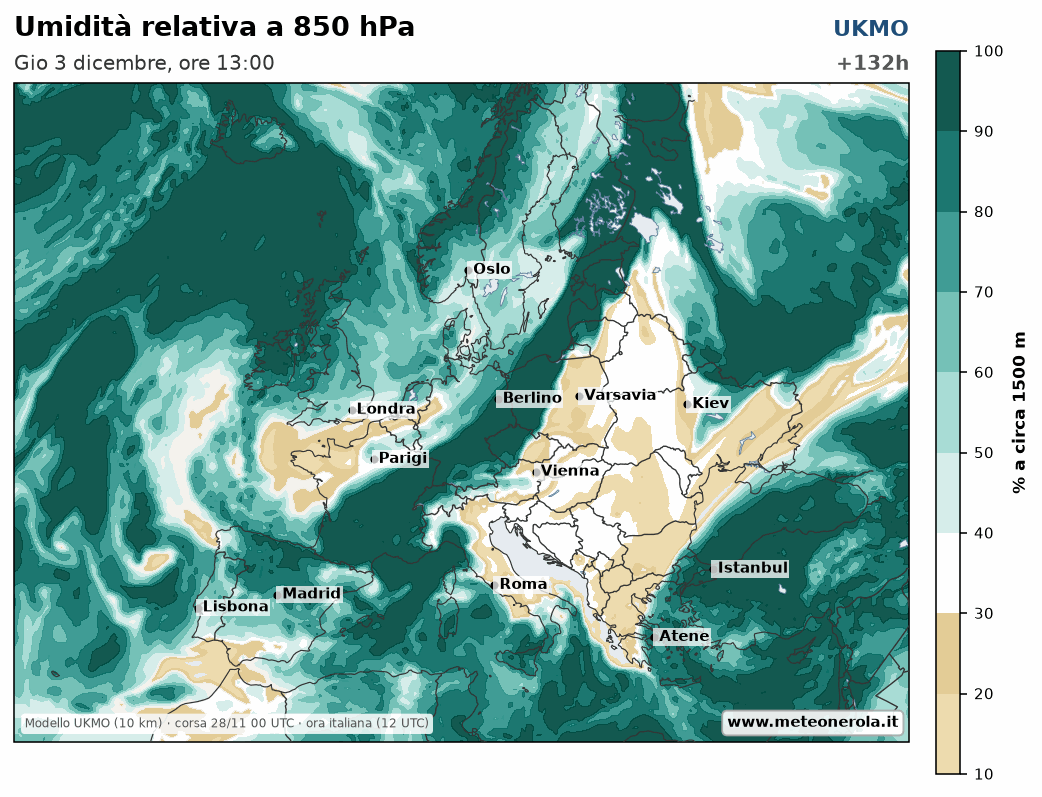 Umidità relativa a 850 hPa
UKMO
Gio 3 dicembre, ore 13:00
+132h
100
90
80
70
60
50
40
30
20
10
% a circa 1500 m
Oslo
Berlino
Varsavia
Kiev
Londra
Parigi
Vienna
Istanbul
Roma
Madrid
Lisbona
Atene
Modello UKMO (10 km) · corsa 28/11 00 UTC · ora italiana (12 UTC)
www.meteonerola.it